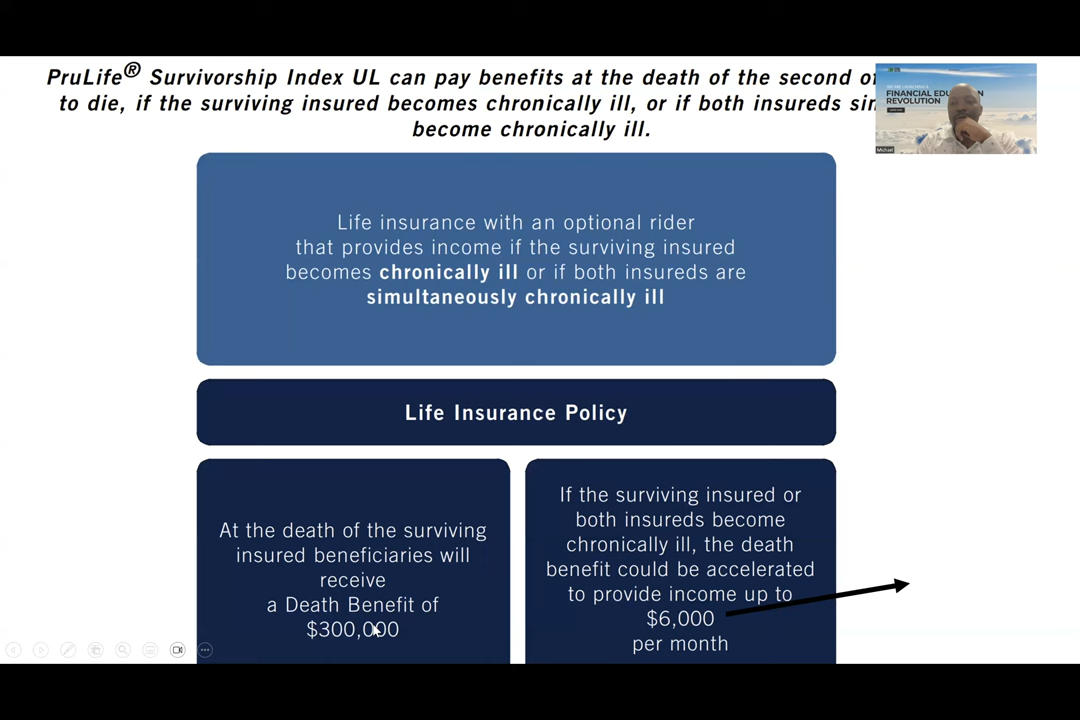 PruLife® Survivorship Index UL can pay benefits at the death of the second of
to die, if the surviving insured becomes chronically ill, or if both insureds sim
become chronically ill.
FINANCIAL EDU N
REVOLUTION
Michael
Life insurance with an optional rider
that provides income if the surviving insured
becomes chronically ill or if both insureds are
simultaneously chronically ill
Life Insurance Policy
At the death of the surviving
insured beneficiaries will
receive
a Death Benefit of
$300,000
If the surviving insured or
both insureds become
chronically ill, the death
benefit could be accelerated
to provide income up to
$6,000
per month